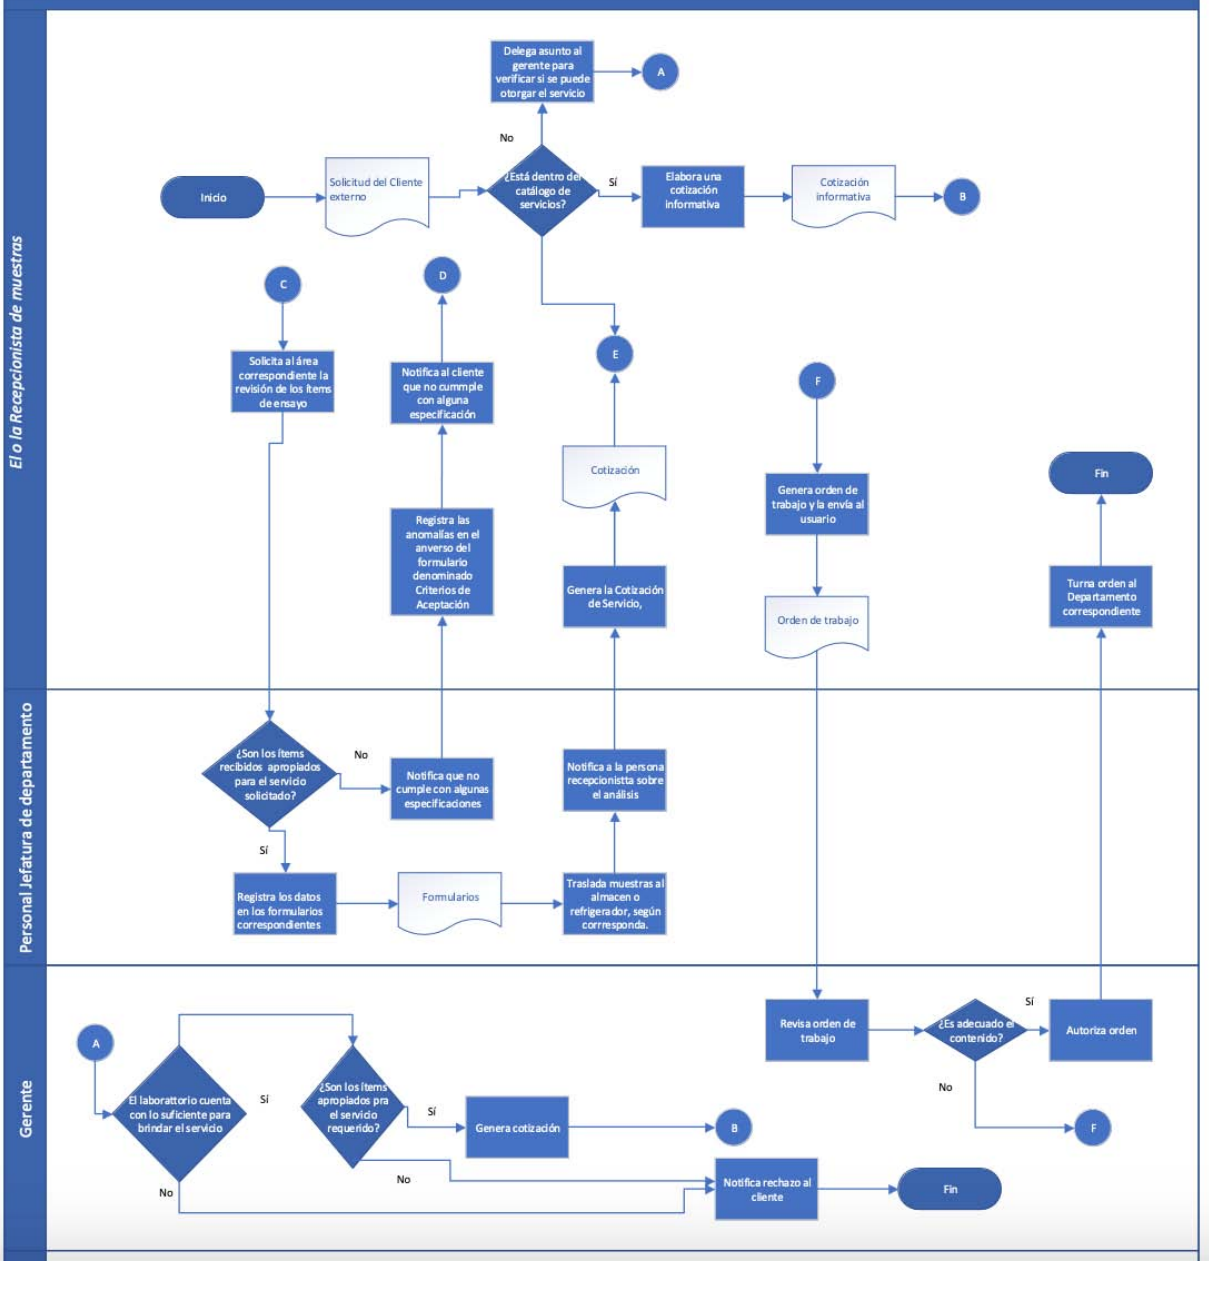 El o la Recepcionista de muestras
Delega asunto al
gerente para
verificar si se puede
otorgar el servicio
A
No
Inicio
Solicitud del Cliente
externo
¿Está dentro del
catálogo de
servicios?
Sí
Elabora una
cotización
informativa
Cotización
informativa
B
C
Solicita al área
correspondiente la
revisión de los ítems
de ensayo
D
Notifica al cliente
que no cummple
con alguna
especificación
Registra las
anomalías en el
anverso del
formulario
denominado
Criterios de
Aceptación
E
Cotización
Genera la Cotización
de Servicio,
F
Genera orden de
trabajo y la envía al
usuario
Orden de trabajo
Fin
Turna orden al
Departamento
correspondiente
Personal Jefatura de departamento
¿Son los ítems
recibidos apropiados
para el servicio
solicitado?
No
Notifica que no
cumple con algunas
especificaciones
Sí
Registra los datos
en los formularios
correspondientes
Formularios
Traslada muestras al
almacen o
refrigerador, según
corrresponda.
Notifica a la persona
recepcionistta sobre
el análisis
Gerente
A
El laborattorio cuenta
con lo suficiente para
brindar el servicio
Sí
No
¿Son los ítems
apropiados pra
el servicio
requerido?
Sí
No
Genera cotización
B
Notifica rechazo al
cliente
Fin
Revisa orden de
trabajo
¿Es adecuado el
contenido?
Sí
No
Autoriza orden
F